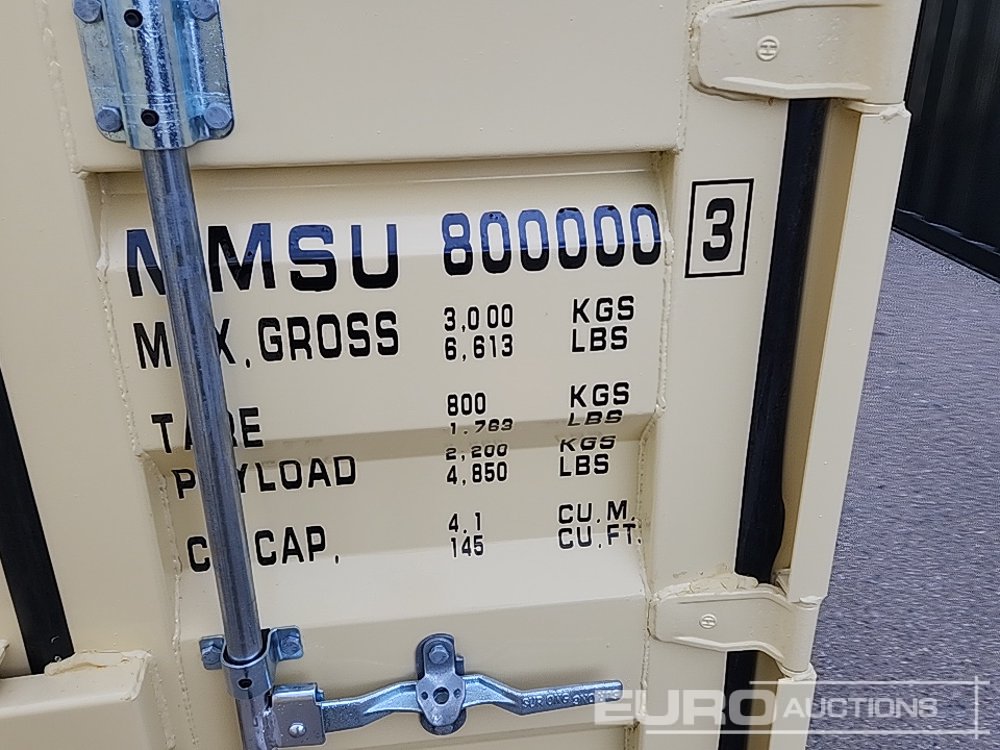 MSU 800000 3
GROSS 3,000 KGS
6,613 LBS
800 KGS
1,763 LBS
2,200 KGS
4,850 LBS
CAP. 4.1 CU.M.
145 CU.FT.
EURO AUCTIONS